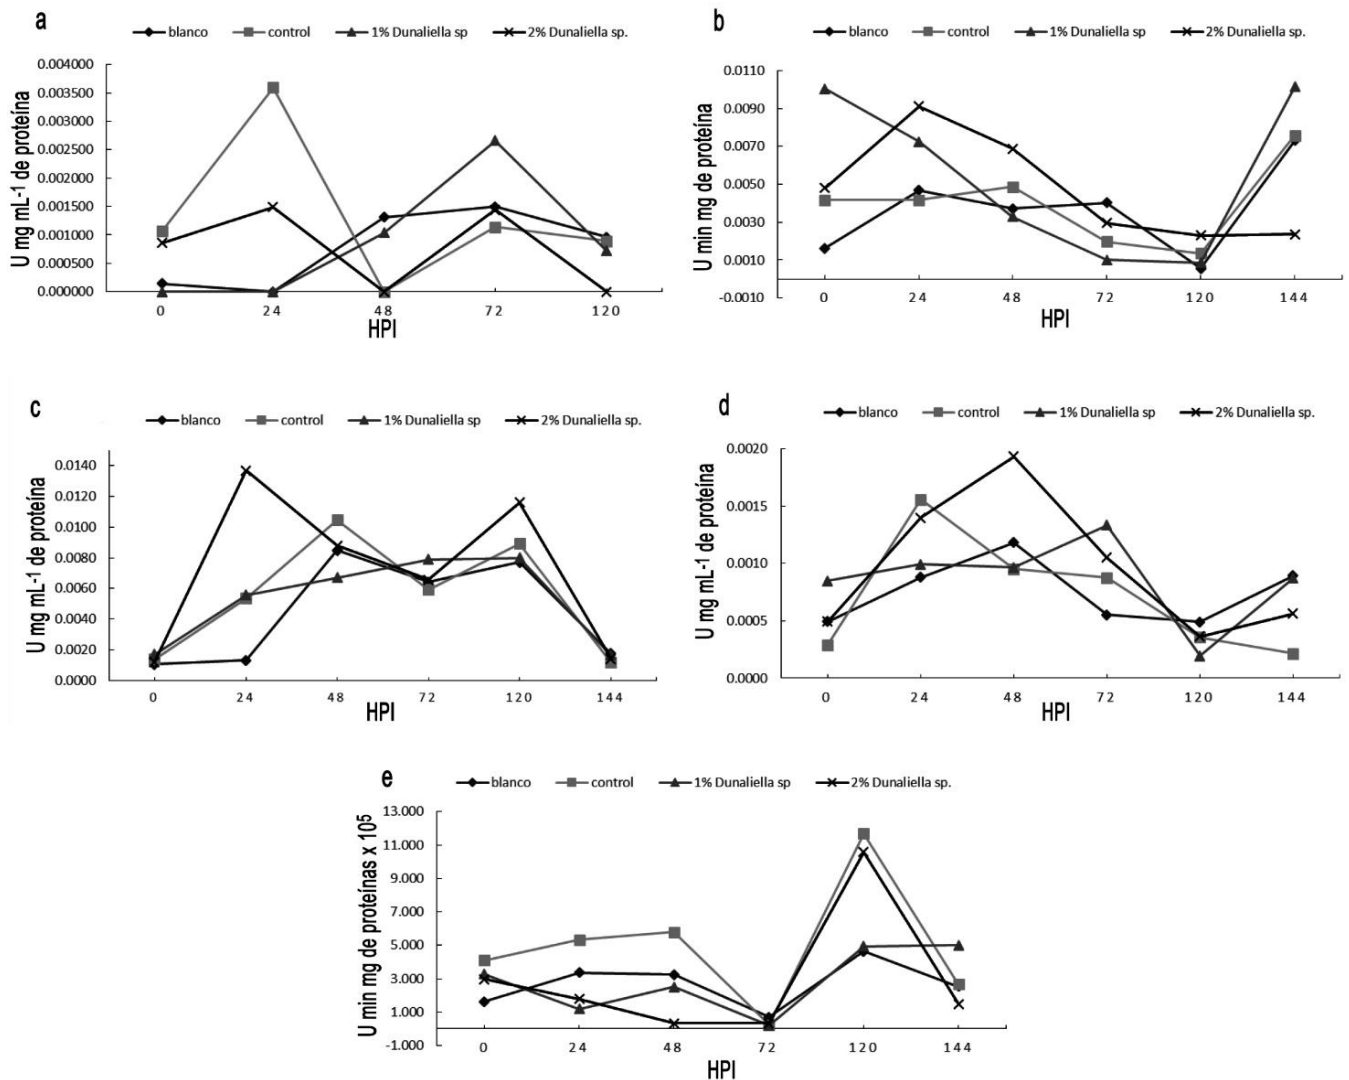 a
blanco control 1% Dunaliella sp 2% Dunaliella sp.
U mg mL-1 de proteína
0.004000
0.003500
0.003000
0.002500
0.002000
0.001500
0.001000
0.000500
0.000000
0 24 48 72 120
HPI
b
blanco control 1% Dunaliella sp 2% Dunaliella sp.
U min mg de proteína
0.0110
0.0090
0.0070
0.0050
0.0030
0.0010
-0.0010
0 24 48 72 120 144
HPI
c
blanco control 1% Dunaliella sp 2% Dunaliella sp.
U mg mL-1 de proteína
0.0140
0.0120
0.0100
0.0080
0.0060
0.0040
0.0020
0.0000
0 24 48 72 120 144
HPI
d
blanco control 1% Dunaliella sp 2% Dunaliella sp.
U mg mL-1 de proteína
0.0020
0.0015
0.0010
0.0005
0.0000
0 24 48 72 120 144
HPI
e
blanco control 1% Dunaliella sp 2% Dunaliella sp.
U min mg de proteínas x 10⁵
13.000
11.000
9.000
7.000
5.000
3.000
1.000
-1.000
0 24 48 72 120 144
HPI